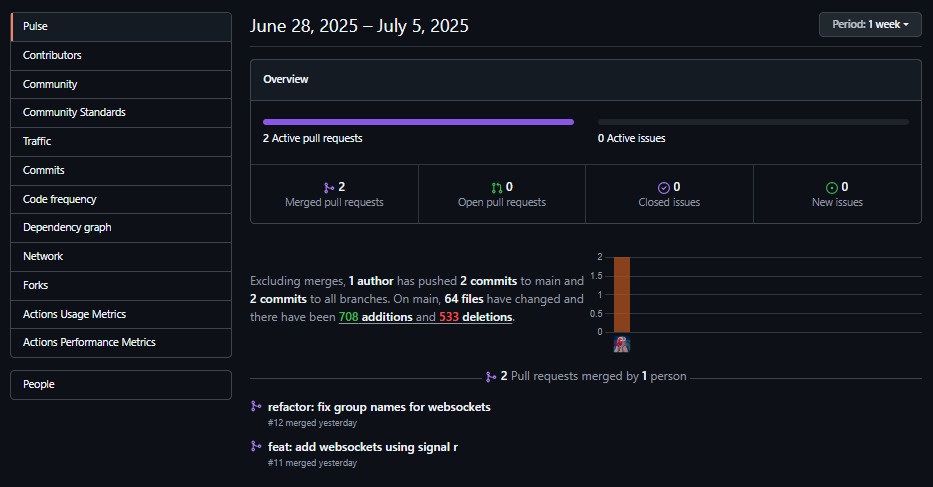 Pulse
Contributors
Community
Community Standards
Traffic
Commits
Code frequency
Dependency graph
Network
Forks
Actions Usage Metrics
Actions Performance Metrics
People
June 28, 2025 – July 5, 2025
Period: 1 week
Overview
2 Active pull requests
0 Active issues
2
Merged pull requests
0
Open pull requests
0
Closed issues
0
New issues
Excluding merges, 1 author has pushed 2 commits to main and
2 commits to all branches. On main, 64 files have changed and
there have been 708 additions and 533 deletions.
2
1.5
1
0.5
0
2 Pull requests merged by 1 person
refactor: fix group names for websockets
#12 merged yesterday
feat: add websockets using signal r
#11 merged yesterday